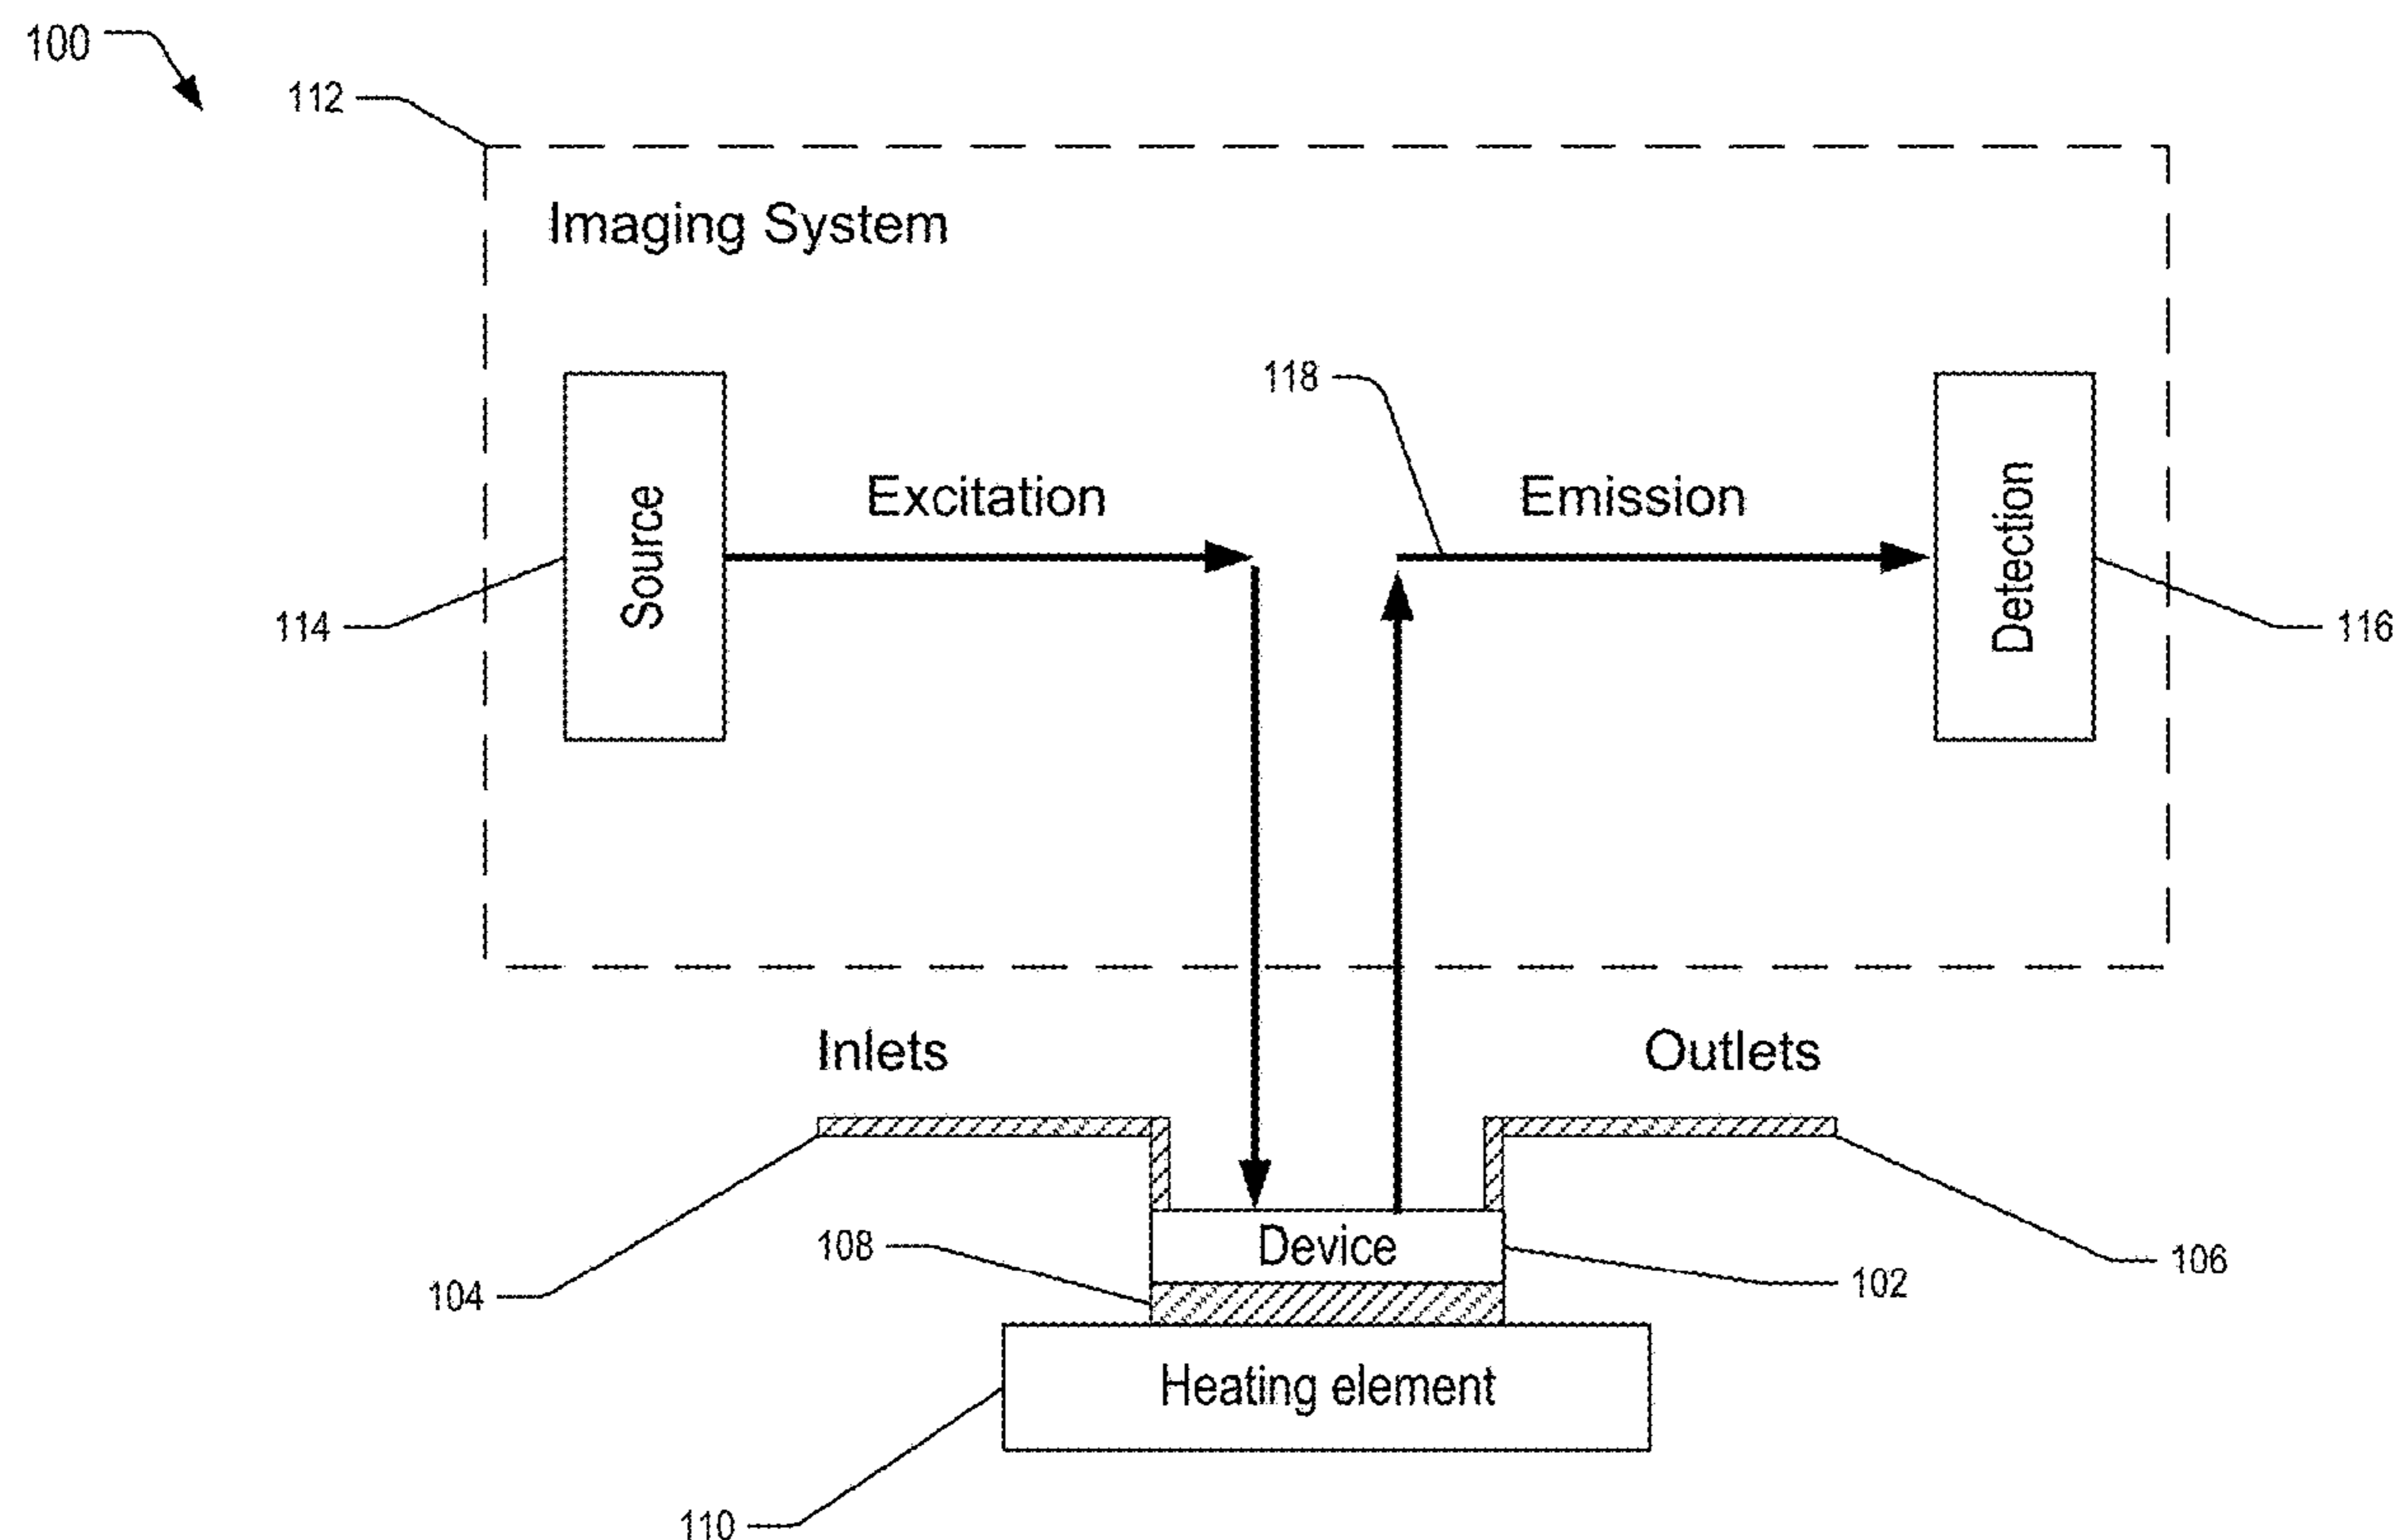 100
112
Imaging System
118
Excitation
Emission
Source
Detection
114
116
Inlets
Outlets
108
Device
106
104
102
Heating element
110